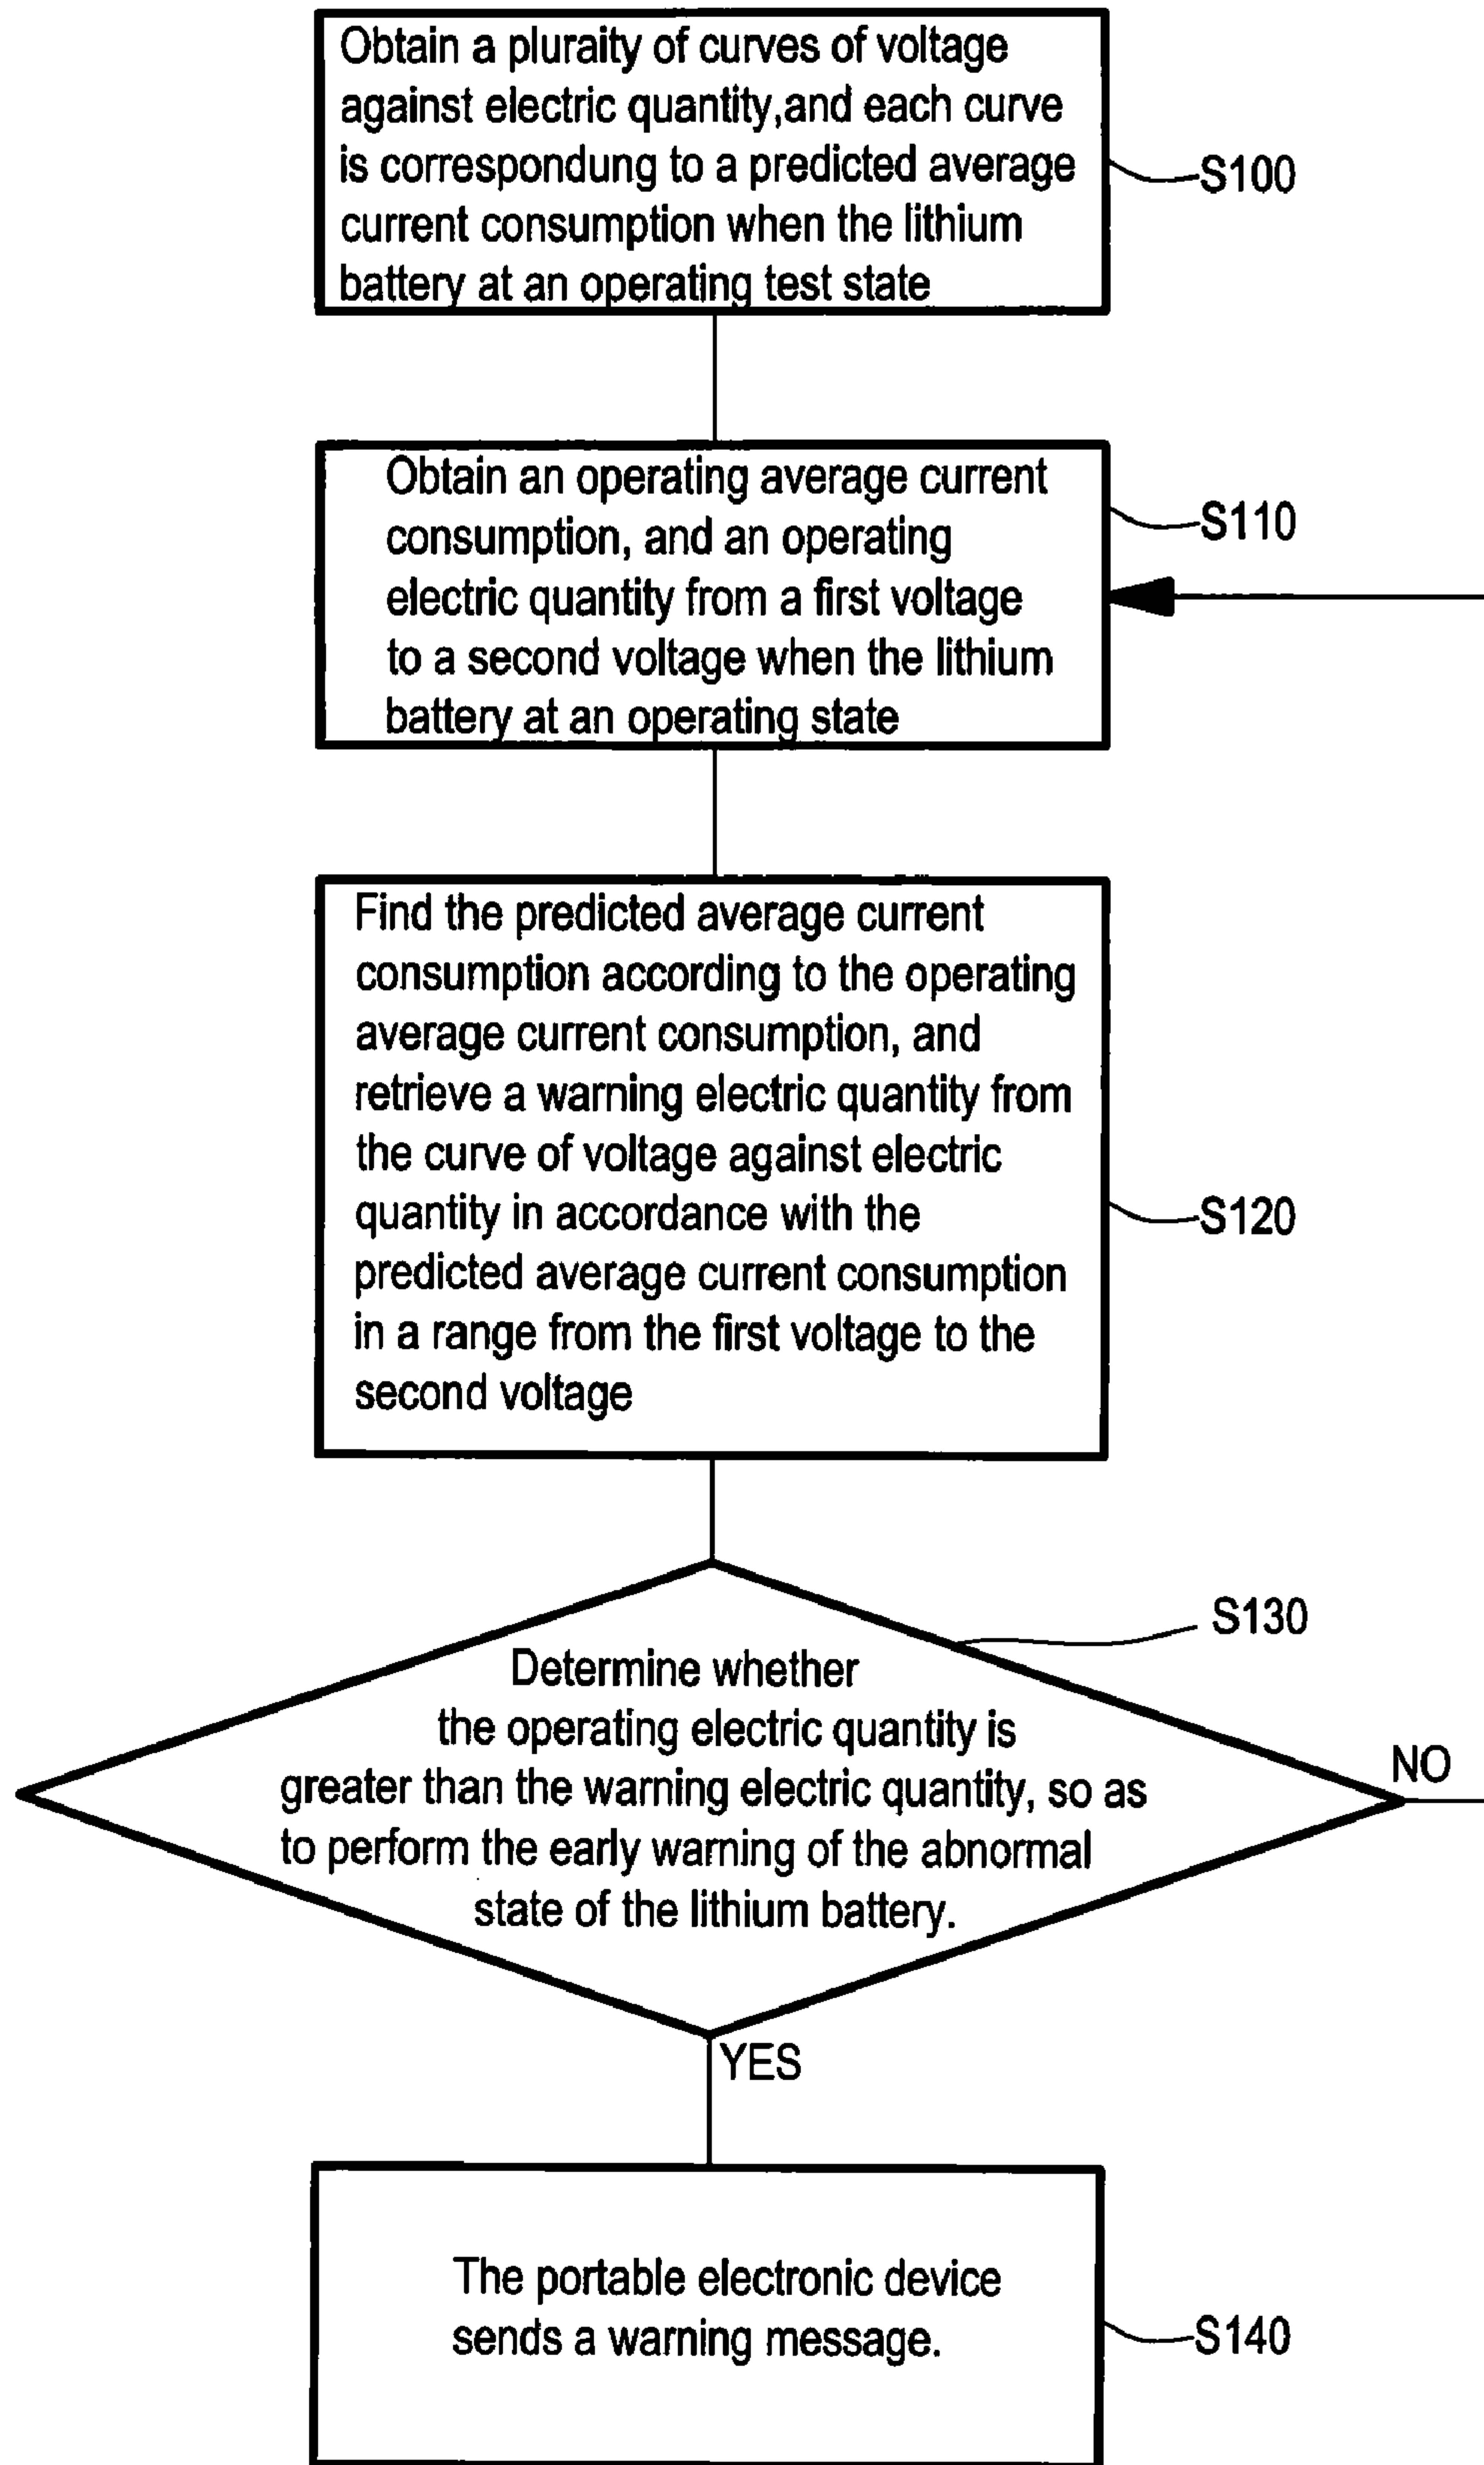 Obtain a pluraity of curves of voltage
against electric quantity,and each curve
is correspondung to a predicted average
current consumption when the lithium
battery at an operating test state
S100
Obtain an operating average current
consumption, and an operating
electric quantity from a first voltage
to a second voltage when the lithium
battery at an operating state
S110
Find the predicted average current
consumption according to the operating
average current consumption, and
retrieve a warning electric quantity from
the curve of voltage against electric
quantity in accordance with the
predicted average current consumption
in a range from the first voltage to the
second voltage
S120
S130
Determine whether
the operating electric quantity is
greater than the warning electric quantity, so as
to perform the early warning of the abnormal
state of the lithium battery.
NO
YES
The portable electronic device
sends a warning message.
S140